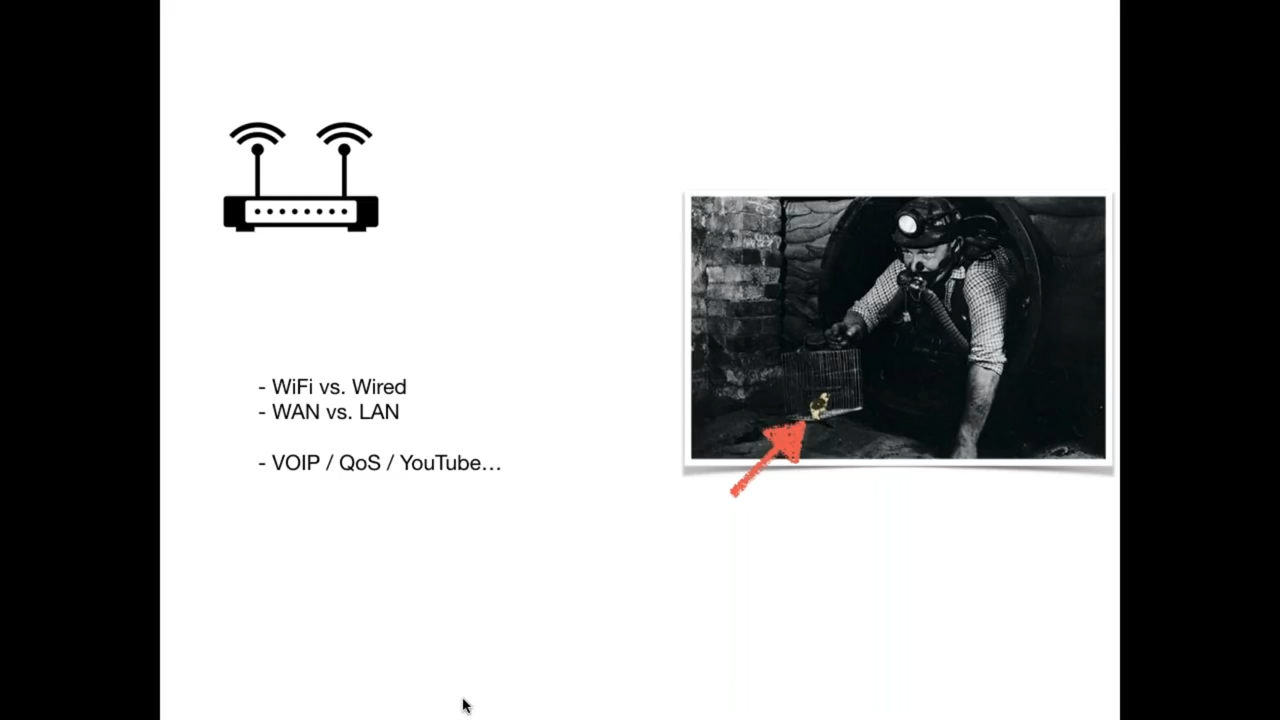 - WiFi vs. Wired
- WAN vs. LAN
- VOIP / QoS / YouTube…